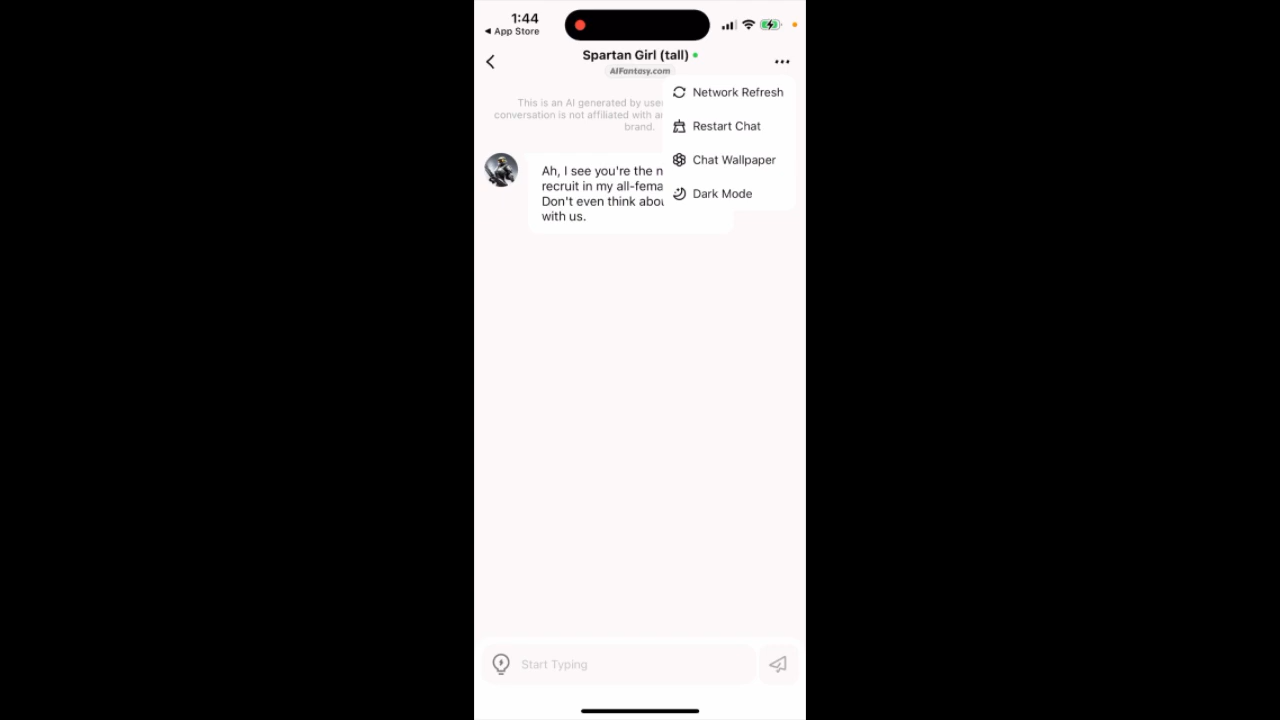 1:44
App Store
Spartan Girl (tall)
AIFantasy.com
Network Refresh
Restart Chat
Chat Wallpaper
Dark Mode
This is an AI generated by
conversation is not affiliated with
brand.
Ah, I see you're the
recruit in my
Don't even think
with us.
Start Typing